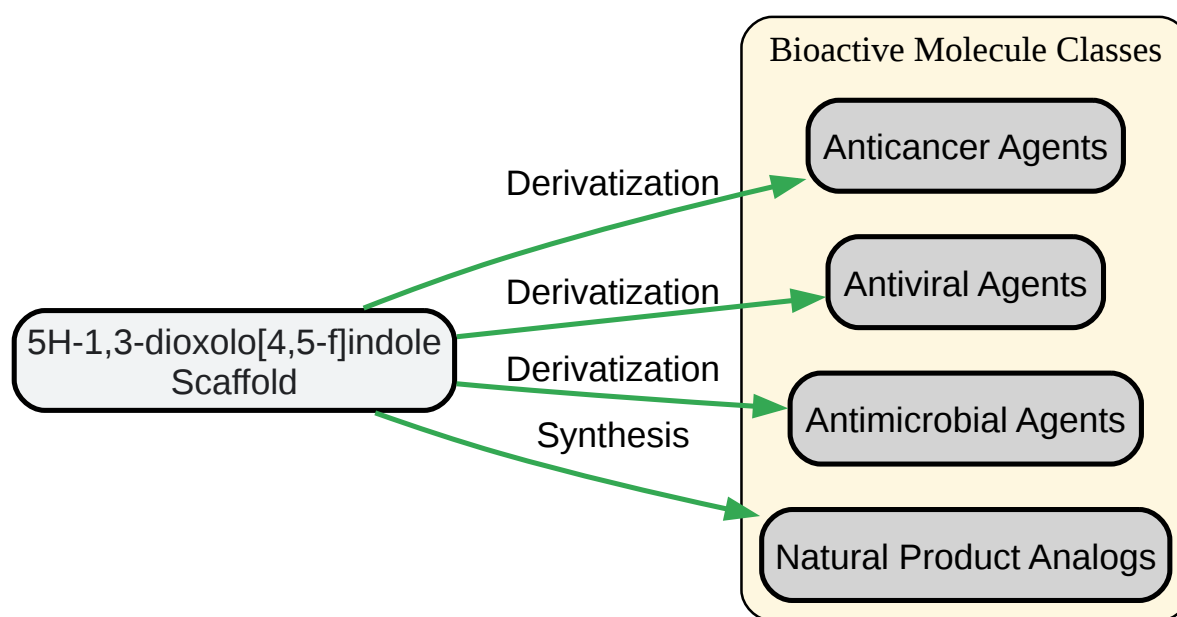 Bioactive Molecule Classes
Anticancer Agents
Derivatization
Antiviral Agents
Derivatization
5H-1,3-dioxolo[4,5-f]indole
Scaffold
Derivatization
Antimicrobial Agents
Synthesis
Natural Product Analogs